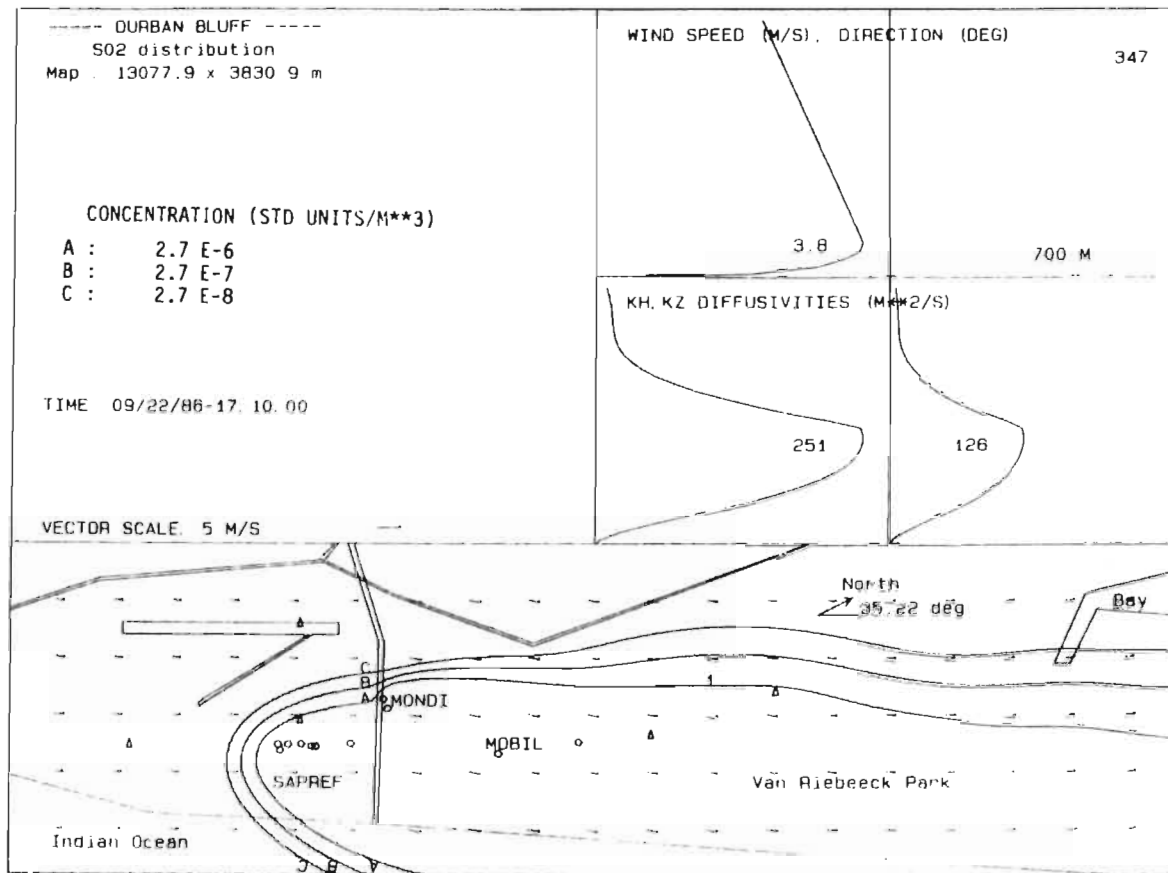 ----- DURBAN BLUFF -----
SO2 distribution
Map . 13077.9 x 3830 9 m
CONCENTRATION (STD UNITS/M**3)
A : 2.7 E-6
B : 2.7 E-7
C : 2.7 E-8
TIME 09/22/86-17.10.00
VECTOR SCALE. 5 M/S
WIND SPEED (M/S), DIRECTION (DEG)
347
3.8
700 M
KH, KZ DIFFUSIVITIES (M**2/S)
251
126
North
35.22 deg
Bay
C
B
A
1
MONDI
MOBIL
SAPREF
Van Riebeeck Park
Indian Ocean
C
B
A